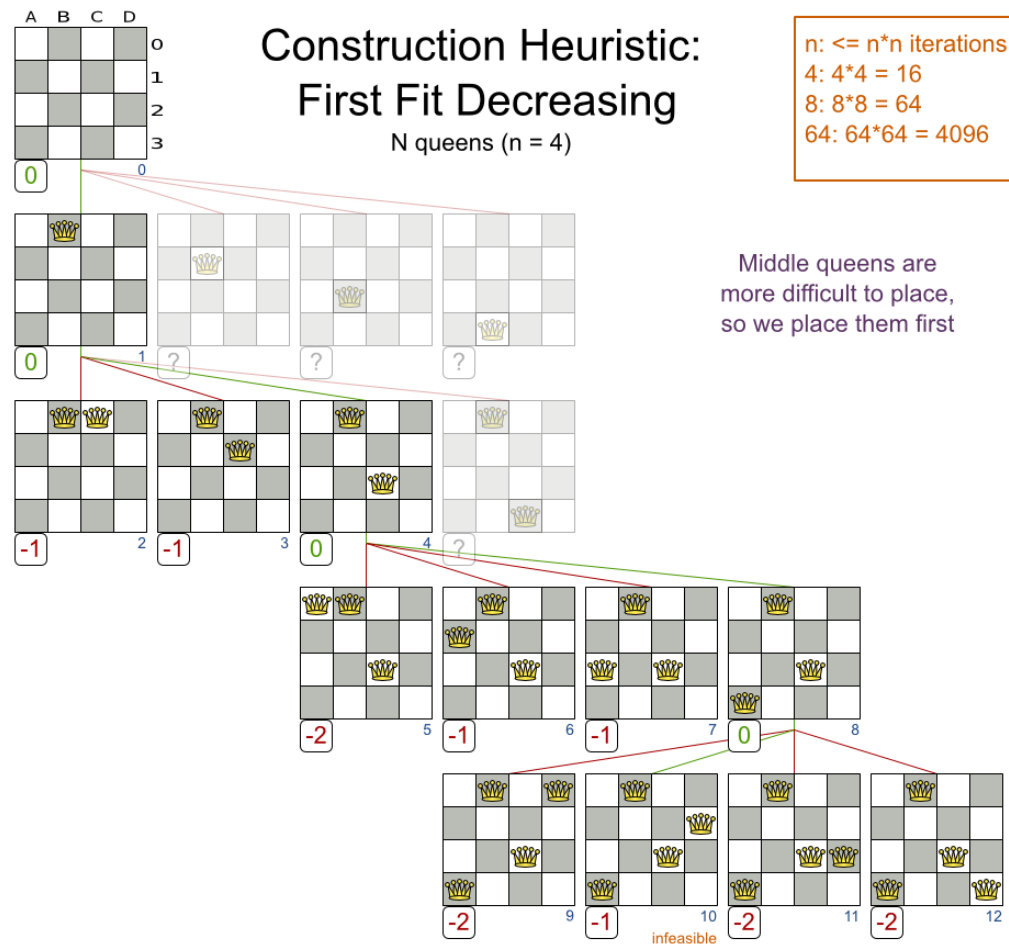 A B C D
Construction Heuristic:
First Fit Decreasing
N queens (n = 4)
n: <= n*n iterations
4: 4*4 = 16
8: 8*8 = 64
64: 64*64 = 4096
0
1
2
3
0 0
Middle queens are
more difficult to place,
so we place them first
0 1 ? ? ?
-1 2 -1 3 0 4 ?
-2 5 -1 6 -1 7 0 8
-2 9 -1 10 -2 11 -2 12
infeasible